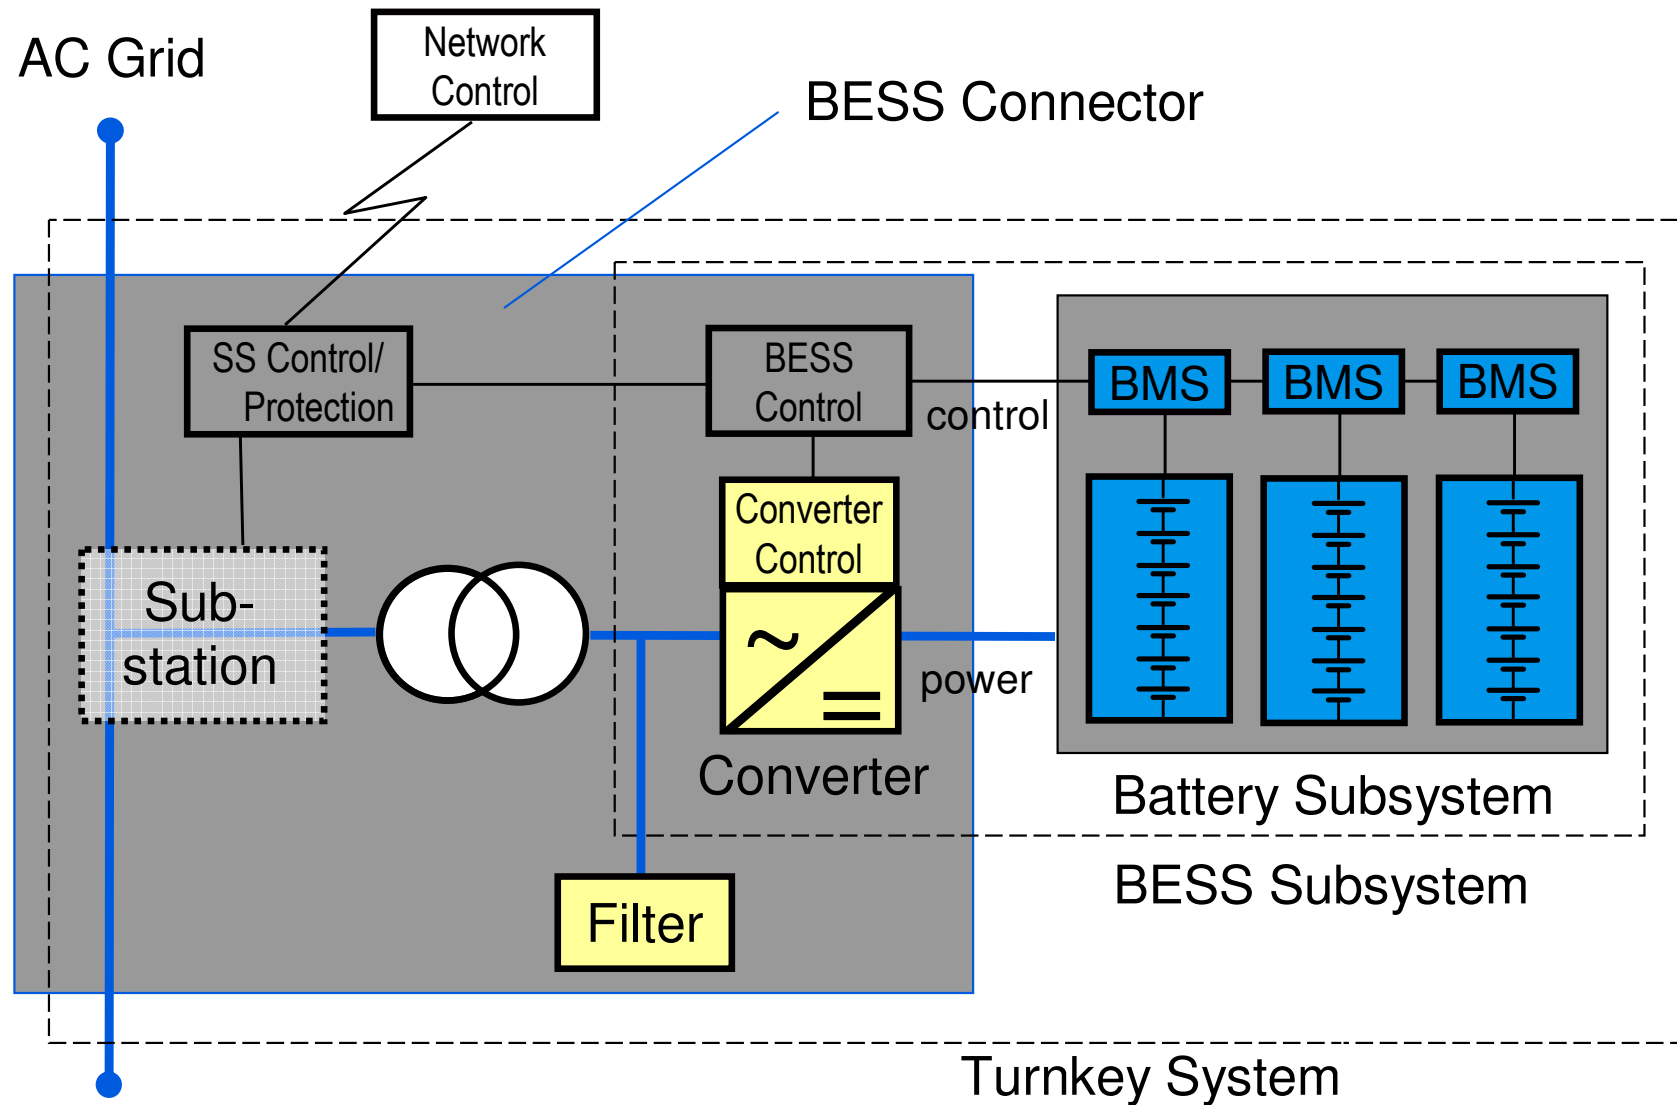 Network
Control
AC Grid
BESS Connector
SS Control/
Protection
BESS
Control
control
BMS
BMS
BMS
Converter
Control
Sub-
station
~
=
power
Converter
Battery Subsystem
BESS Subsystem
Filter
Turnkey System